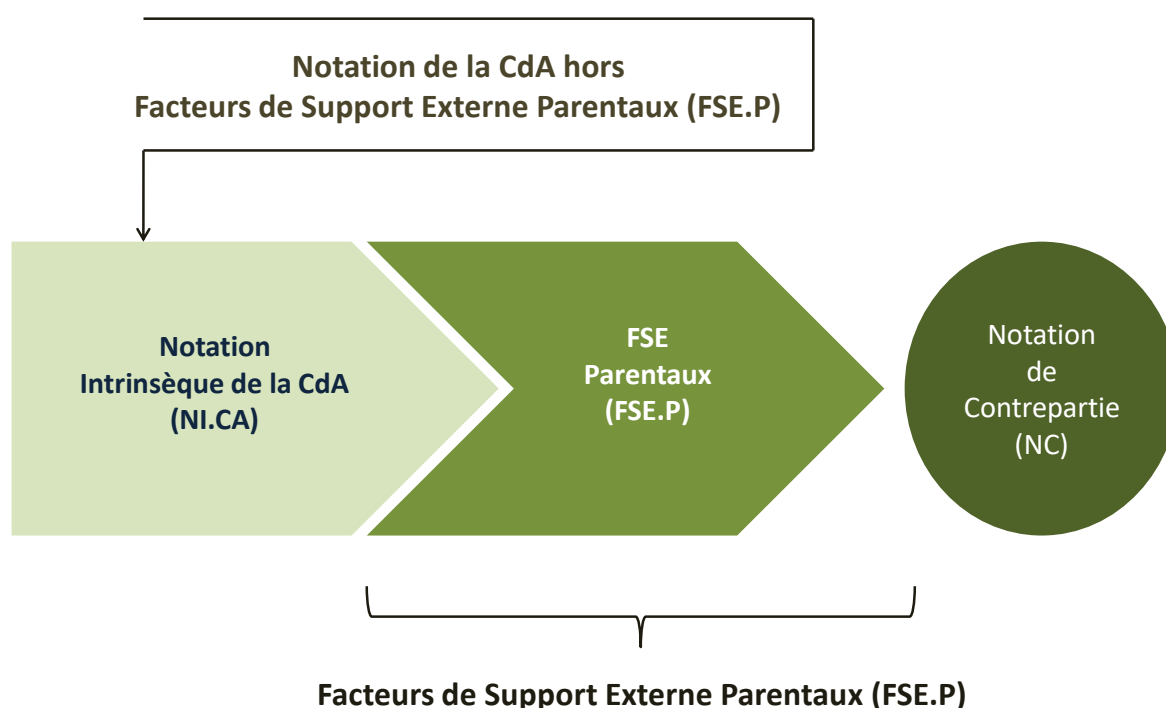 Notation de la CdA hors
Facteurs de Support Externe Parentaux (FSE.P)
Notation
Intrinsèque de la CdA
(NI.CA)
FSE
Parentaux
(FSE.P)
Notation
de
Contrepartie
(NC)
Facteurs de Support Externe Parentaux (FSE.P)